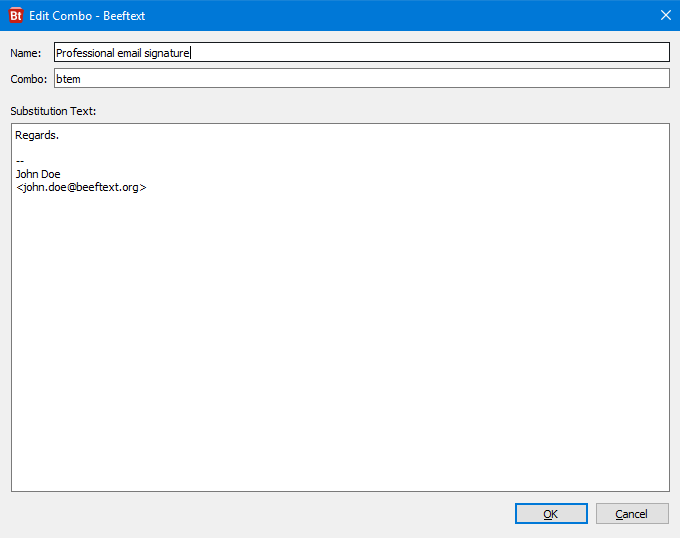 Bt Edit Combo - Beeftext
Name: Professional email signature
Combo: btem
Substitution Text:
Regards.
--
John Doe
<john.doe@beeftext.org>
OK Cancel